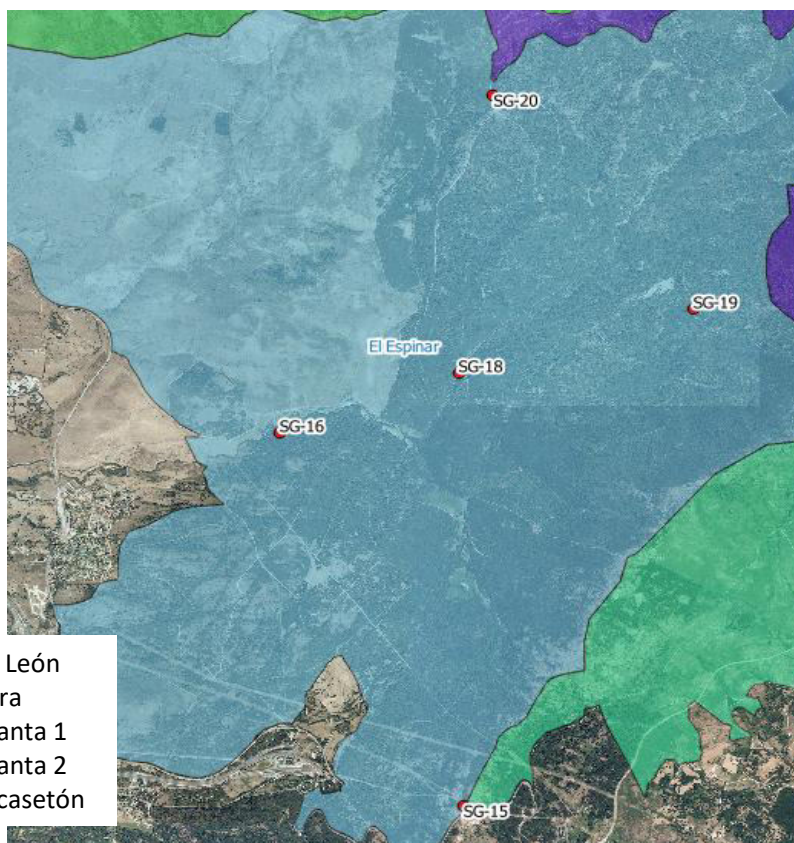 SG-20
SG-19
El Espinar
SG-18
SG-16
León
ra
anta 1
anta 2
casetón
SG-15